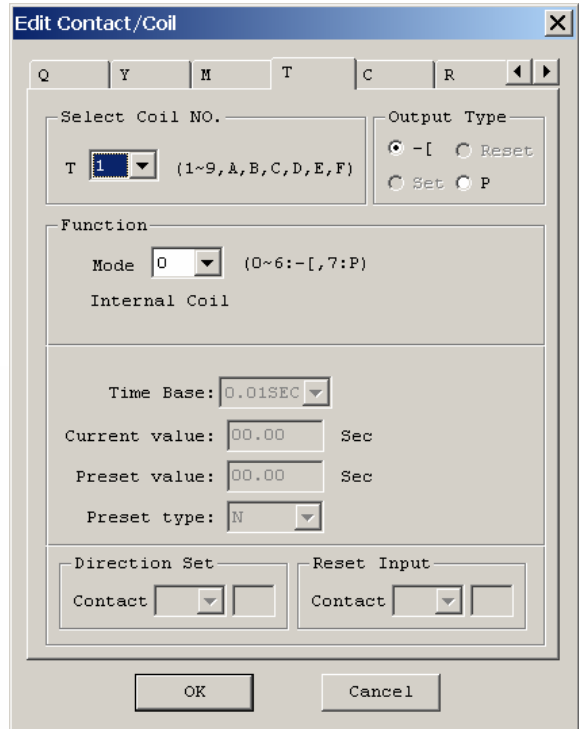 Edit Contact/Coil
Q Y M T C R
Select Coil NO.
T 1 (1~9,A,B,C,D,E,F)
Output Type
-[ Reset
Set P
Function
Mode 0 (0~6:-[,7:P)
Internal Coil
Time Base: 0.01SEC
Current value: 00.00 Sec
Preset value: 00.00 Sec
Preset type: N
Direction Set
Contact
Reset Input
Contact
OK Cancel